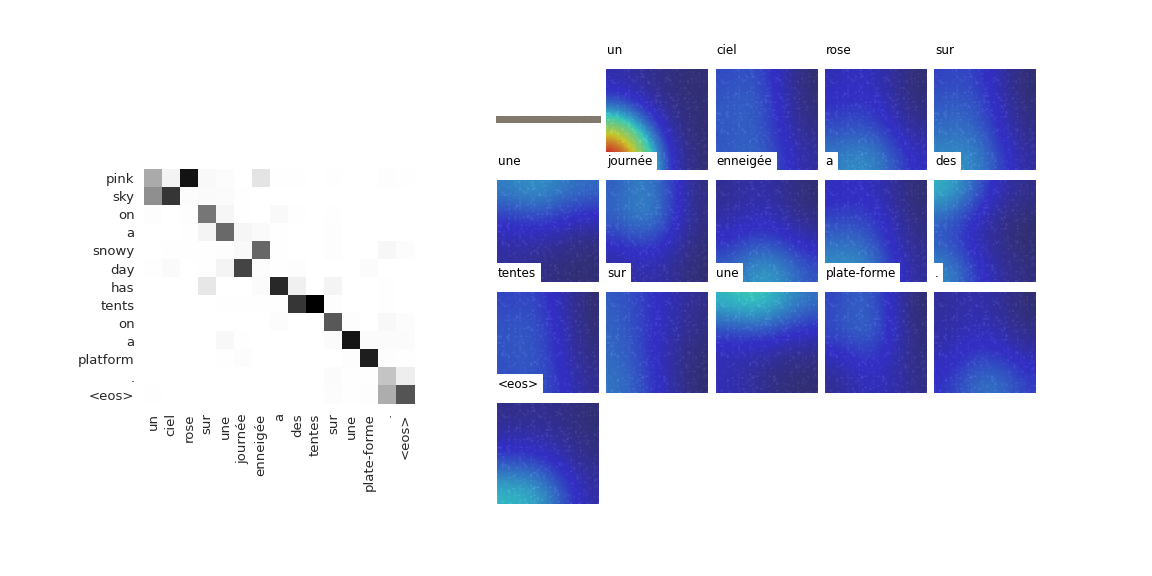 pink
sky
on
a
snowy
day
has
tents
on
a
platform
.
<eos>
un
ciel
rose
sur
une
journée
enneigée
a
des
tentes
sur
une
plate-forme
.
<eos>
un ciel rose sur
une journée enneigée a des
tentes sur une plate-forme .
<eos>